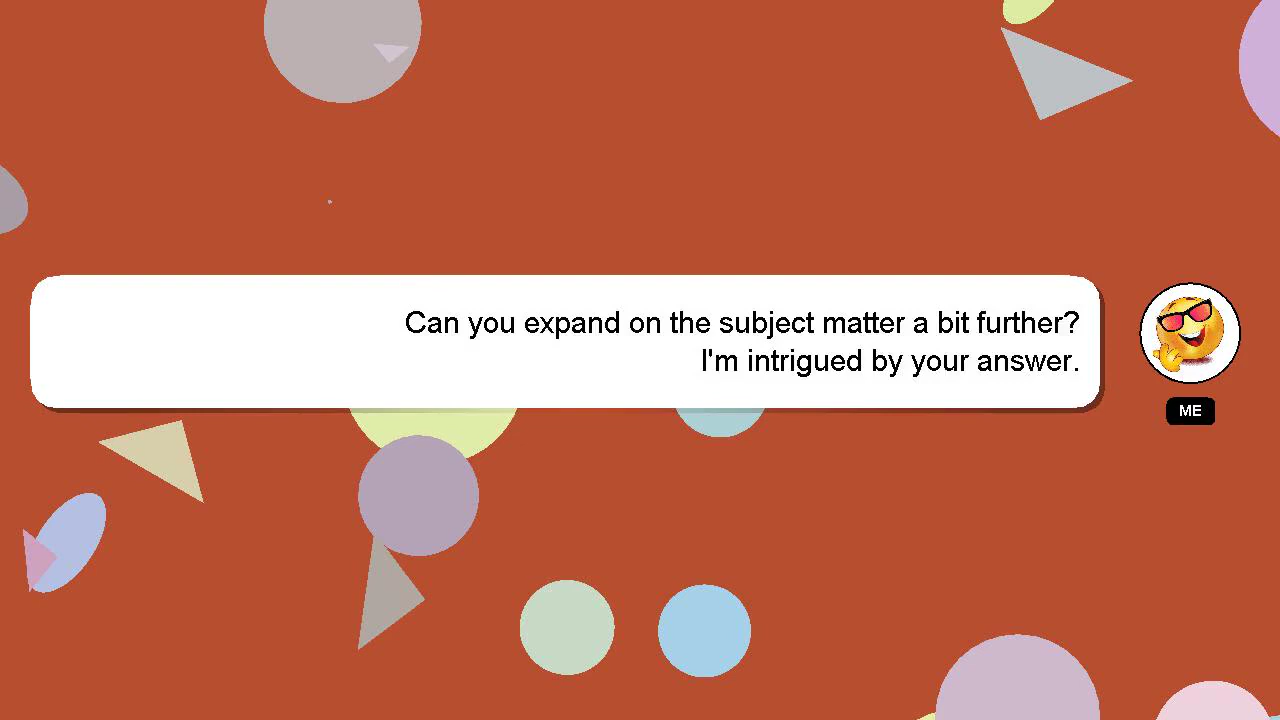 Can you expand on the subject matter a bit further?
I'm intrigued by your answer.
ME